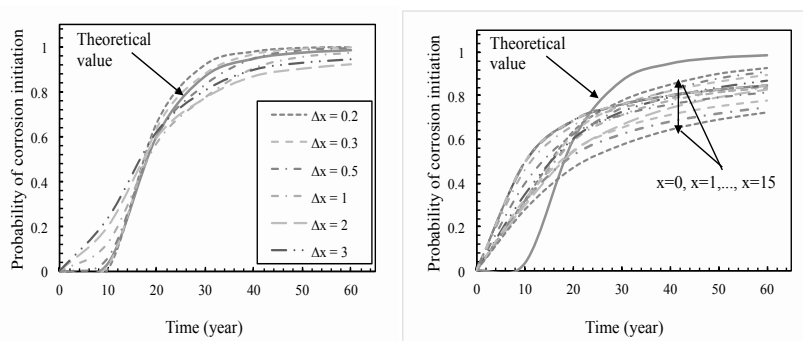 Probability of corrosion initiation
1
0.8
0.6
0.4
0.2
0
Theoretical
value
Δx = 0.2
Δx = 0.3
Δx = 0.5
Δx = 1
Δx = 2
Δx = 3
0 10 20 30 40 50 60
Time (year)
Probability of corrosion initiation
1
0.8
0.6
0.4
0.2
0
Theoretical
value
x=0, x=1,..., x=15
0 10 20 30 40 50 60
Time (year)